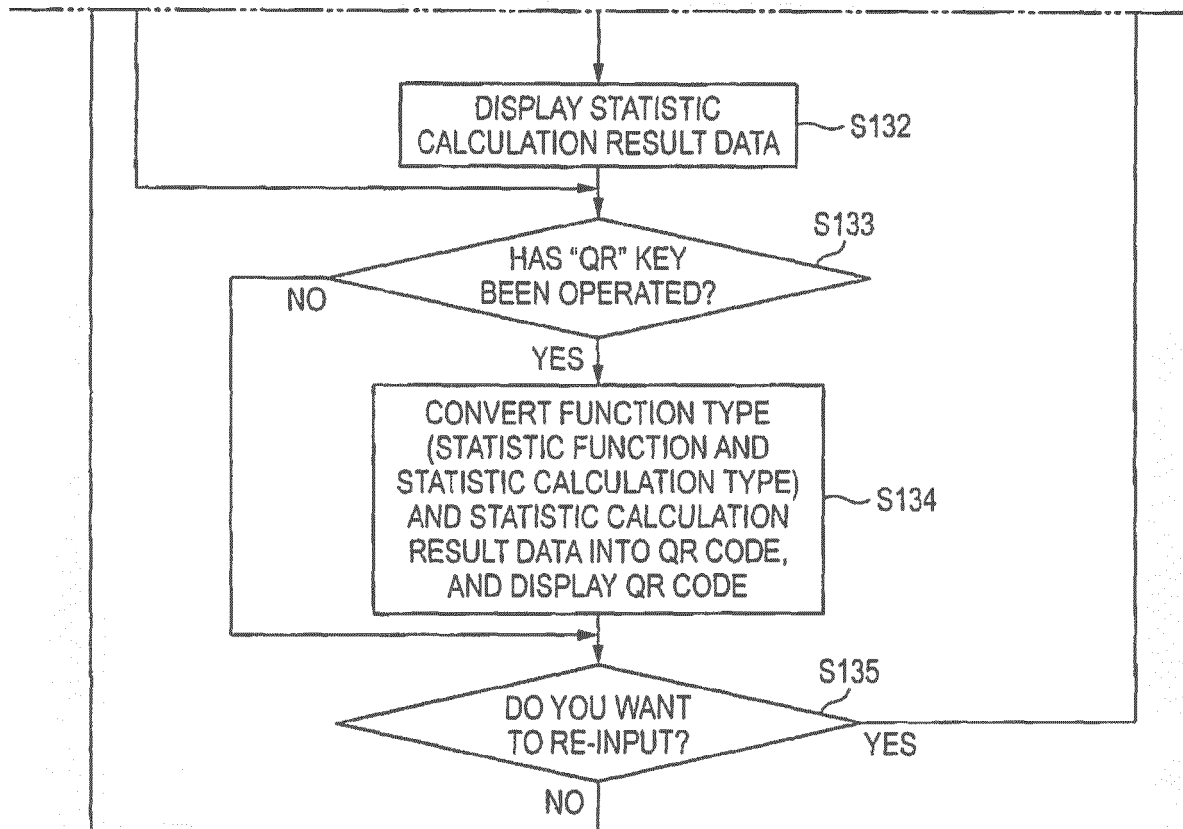 DISPLAY STATISTIC
CALCULATION RESULT DATA
S132
S133
HAS “QR” KEY
BEEN OPERATED?
NO
YES
CONVERT FUNCTION TYPE
(STATISTIC FUNCTION AND
STATISTIC CALCULATION TYPE)
AND STATISTIC CALCULATION
RESULT DATA INTO QR CODE,
AND DISPLAY QR CODE
S134
S135
DO YOU WANT
TO RE-INPUT?
YES
NO